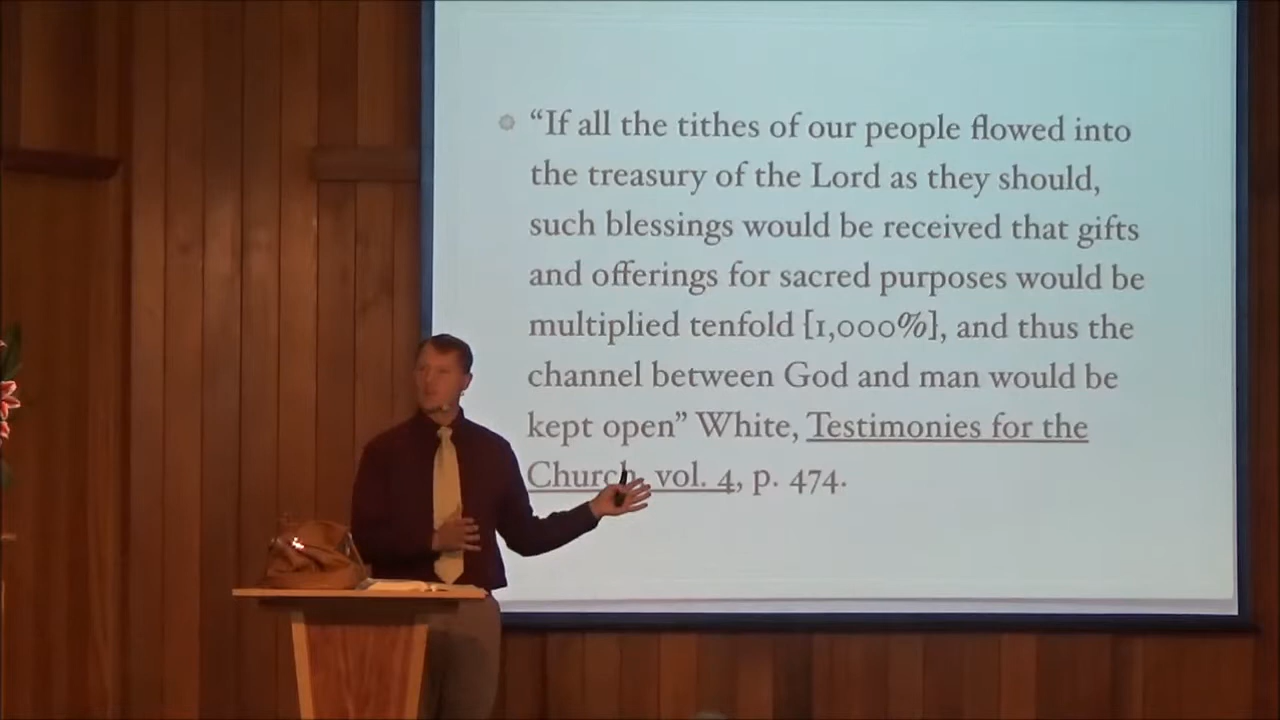 “If all the tithes of our people flowed into
the treasury of the Lord as they should,
such blessings would be received that gifts
and offerings for sacred purposes would be
multiplied tenfold [1,000%], and thus the
channel between God and man would be
kept open” White, Testimonies for the
Church, vol. 4, p. 474.